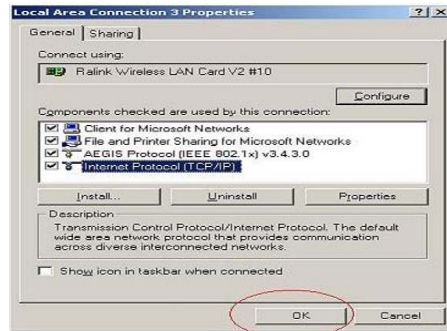 Local Area Connection 3 Properties
General Sharing
Connect using:
Ralink Wireless LAN Card V2 #10
Configure
Components checked are used by this connection:
Client for Microsoft Networks
File and Printer Sharing for Microsoft Networks
AEGIS Protocol (IEEE 802.1x) v3.4.3.0
Internet Protocol (TCP/IP)
Install... Uninstall Properties
Description
Transmission Control Protocol/Internet Protocol. The default
wide area network protocol that provides communication
across diverse interconnected networks.
Show icon in taskbar when connected
OK Cancel